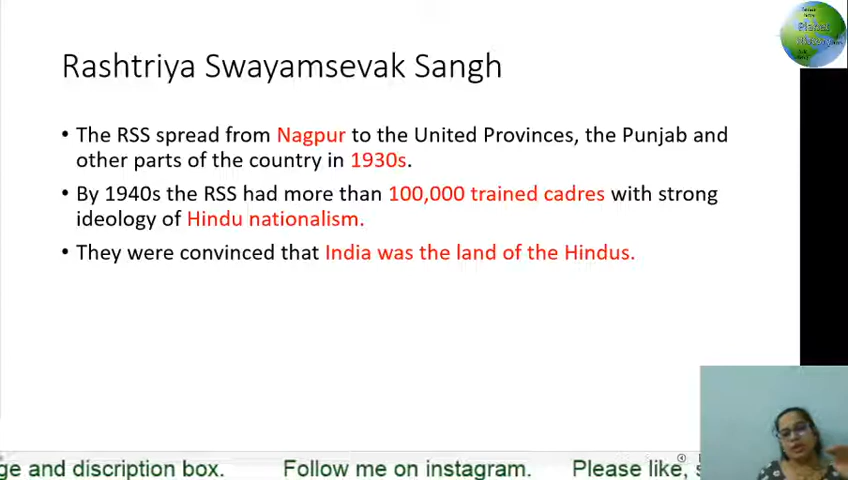 Rashtriya Swayamsevak Sangh
• The RSS spread from Nagpur to the United Provinces, the Punjab and
other parts of the country in 1930s.
• By 1940s the RSS had more than 100,000 trained cadres with strong
ideology of Hindu nationalism.
• They were convinced that India was the land of the Hindus.
ge and discription box. Follow me on instagram. Please like, s